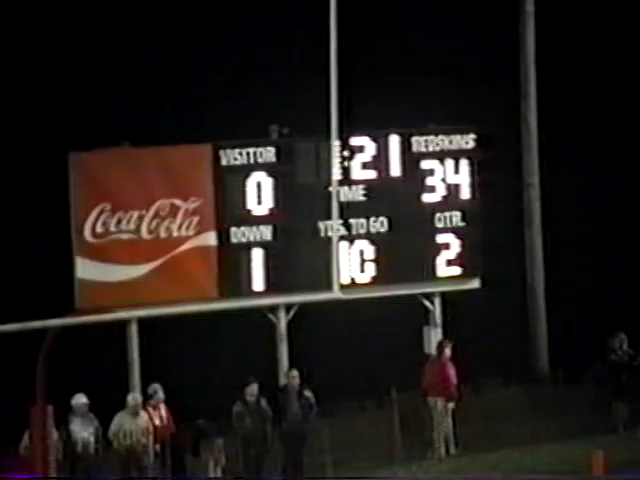 Coca-Cola
VISITOR
:21
REDSKINS
0
TIME
34
DOWN
YDS. TO GO
QTR.
1
10
2